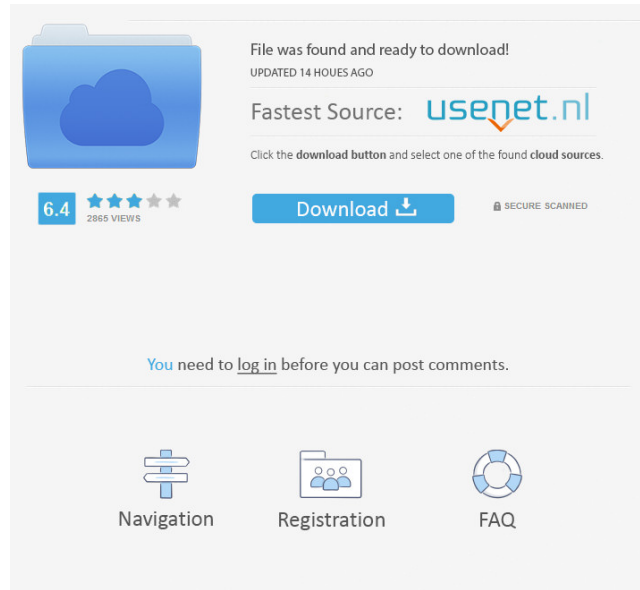 File was found and ready to download!
UPDATED 14 HOUES AGO
Fastest Source: usenet.nl
Click the download button and select one of the found cloud sources.
6.4
2865 VIEWS
Download
SECURE SCANNED
You need to log in before you can post comments.
Navigation
Registration
FAQ